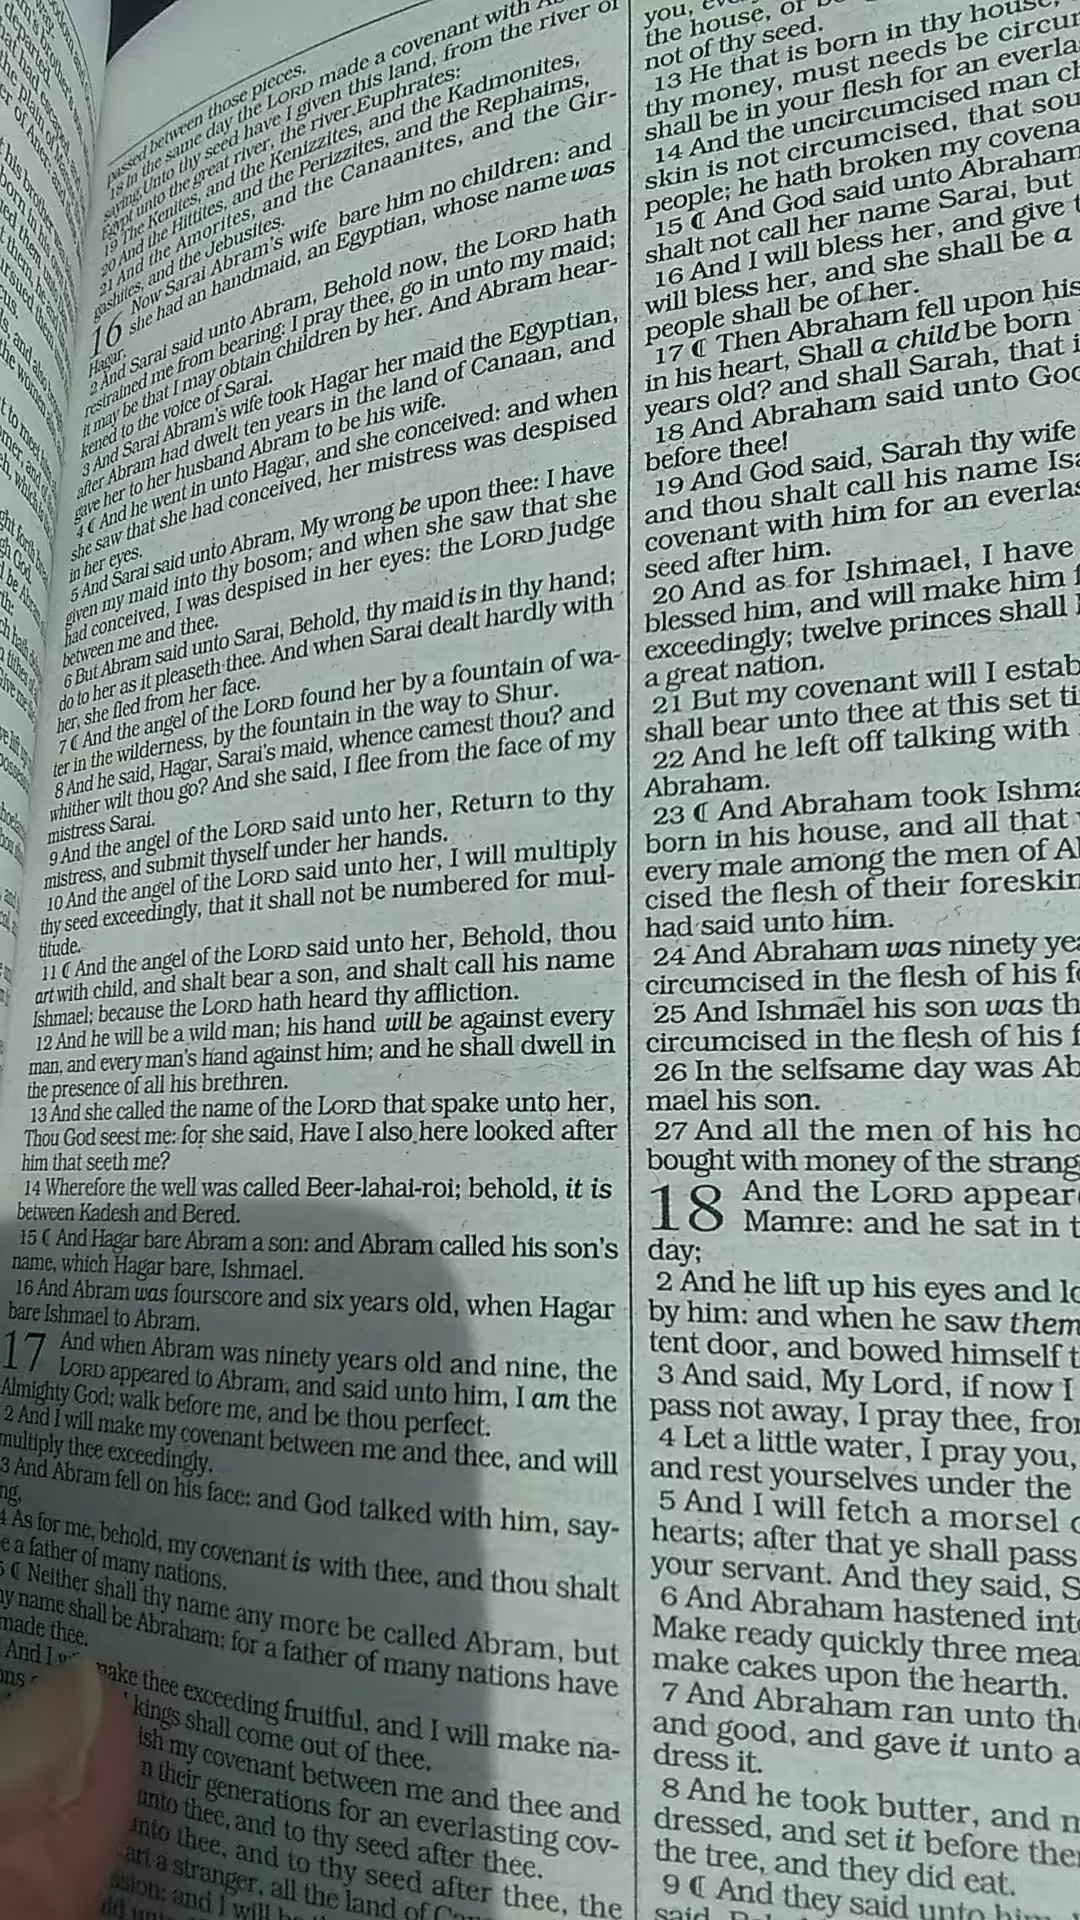 passed between those pieces.
18 In the same day the LORD made a covenant with
saying, Unto thy seed have I given this land, from the river of
Egypt unto the great river, the river Euphrates:
19 The Kenites, and the Kenizzites, and the Kadmonites,
20 And the Hittites, and the Perizzites, and the Rephaims,
21 And the Amorites, and the Canaanites, and the Gir-
gashites, and the Jebusites.
16 Now Sarai Abram's wife bare him no children: and
she had an handmaid, an Egyptian, whose name was
Hagar.
2 And Sarai said unto Abram, Behold now, the LORD hath
restrained me from bearing: I pray thee, go in unto my maid;
it may be that I may obtain children by her. And Abram hear-
kened to the voice of Sarai.
3 And Sarai Abram's wife took Hagar her maid the Egyptian,
after Abram had dwelt ten years in the land of Canaan, and
gave her to her husband Abram to be his wife.
4 ¶ And he went in unto Hagar, and she conceived: and when
she saw that she had conceived, her mistress was despised
in her eyes.
5 And Sarai said unto Abram, My wrong be upon thee: I have
given my maid into thy bosom; and when she saw that she
had conceived, I was despised in her eyes: the LORD judge
between me and thee.
6 But Abram said unto Sarai, Behold, thy maid is in thy hand;
do to her as it pleaseth thee. And when Sarai dealt hardly with
her, she fled from her face.
7 ¶ And the angel of the LORD found her by a fountain of wa-
ter in the wilderness, by the fountain in the way to Shur.
8 And he said, Hagar, Sarai's maid, whence camest thou? and
whither wilt thou go? And she said, I flee from the face of my
mistress Sarai.
9 And the angel of the LORD said unto her, Return to thy
mistress, and submit thyself under her hands.
10 And the angel of the LORD said unto her, I will multiply
thy seed exceedingly, that it shall not be numbered for mul-
titude.
11 ¶ And the angel of the LORD said unto her, Behold, thou
art with child, and shalt bear a son, and shalt call his name
Ishmael; because the LORD hath heard thy affliction.
12 And he will be a wild man; his hand will be against every
man, and every man's hand against him; and he shall dwell in
the presence of all his brethren.
13 And she called the name of the LORD that spake unto her,
Thou God seest me: for she said, Have I also here looked after
him that seeth me?
14 Wherefore the well was called Beer-lahai-roi; behold, it is
between Kadesh and Bered.
15 ¶ And Hagar bare Abram a son: and Abram called his son's
name, which Hagar bare, Ishmael.
16 And Abram was fourscore and six years old, when Hagar
bare Ishmael to Abram.
17 And when Abram was ninety years old and nine, the
LORD appeared to Abram, and said unto him, I am the
Almighty God; walk before me, and be thou perfect.
2 And I will make my covenant between me and thee, and will
multiply thee exceedingly.
3 And Abram fell on his face: and God talked with him, say-
ng,
4 As for me, behold, my covenant is with thee, and thou shalt
e a father of many nations.
5 ¶ Neither shall thy name any more be called Abram, but
y name shall be Abraham; for a father of many nations have
made thee.
And I make thee exceeding fruitful, and I will make na-
ons kings shall come out of thee.
ish my covenant between me and thee and
n their generations for an everlasting cov-
unto thee, and to thy seed after thee.
into thee, and to thy seed after thee, the
art a stranger, all the land of
ssion; and I will
you,
the house, or
not of thy seed.
13 He that is born in thy house,
thy money, must needs be circum
shall be in your flesh for an everla
14 And the uncircumcised man ch
skin is not circumcised, that sou
people; he hath broken my covena
15 ¶ And God said unto Abraham
shalt not call her name Sarai, but
16 And I will bless her, and give
will bless her, and she shall be a
people shall be of her.
17 ¶ Then Abraham fell upon his
in his heart, Shall a child be born
years old? and shall Sarah, that i
18 And Abraham said unto God
before thee!
19 And God said, Sarah thy wife
and thou shalt call his name Isa
covenant with him for an everlas
seed after him.
20 And as for Ishmael, I have
blessed him, and will make him f
exceedingly; twelve princes shall
a great nation.
21 But my covenant will I estab
shall bear unto thee at this set ti
22 And he left off talking with
Abraham.
23 ¶ And Abraham took Ishma
born in his house, and all that
every male among the men of A
cised the flesh of their foreskin
had said unto him.
24 And Abraham was ninety yea
circumcised in the flesh of his fo
25 And Ishmael his son was th
circumcised in the flesh of his f
26 In the selfsame day was Ab
mael his son.
27 And all the men of his ho
bought with money of the strang
18 And the LORD appear
Mamre: and he sat in t
day;
2 And he lift up his eyes and lo
by him: and when he saw them
tent door, and bowed himself t
3 And said, My Lord, if now I
pass not away, I pray thee, from
4 Let a little water, I pray you,
and rest yourselves under the
5 And I will fetch a morsel o
hearts; after that ye shall pass
your servant. And they said, S
6 And Abraham hastened into
Make ready quickly three mea
make cakes upon the hearth.
7 And Abraham ran unto the
and good, and gave it unto a
dress it.
8 And he took butter, and m
dressed, and set it before the
the tree, and they did eat.
9 ¶ And they said unto him
said,